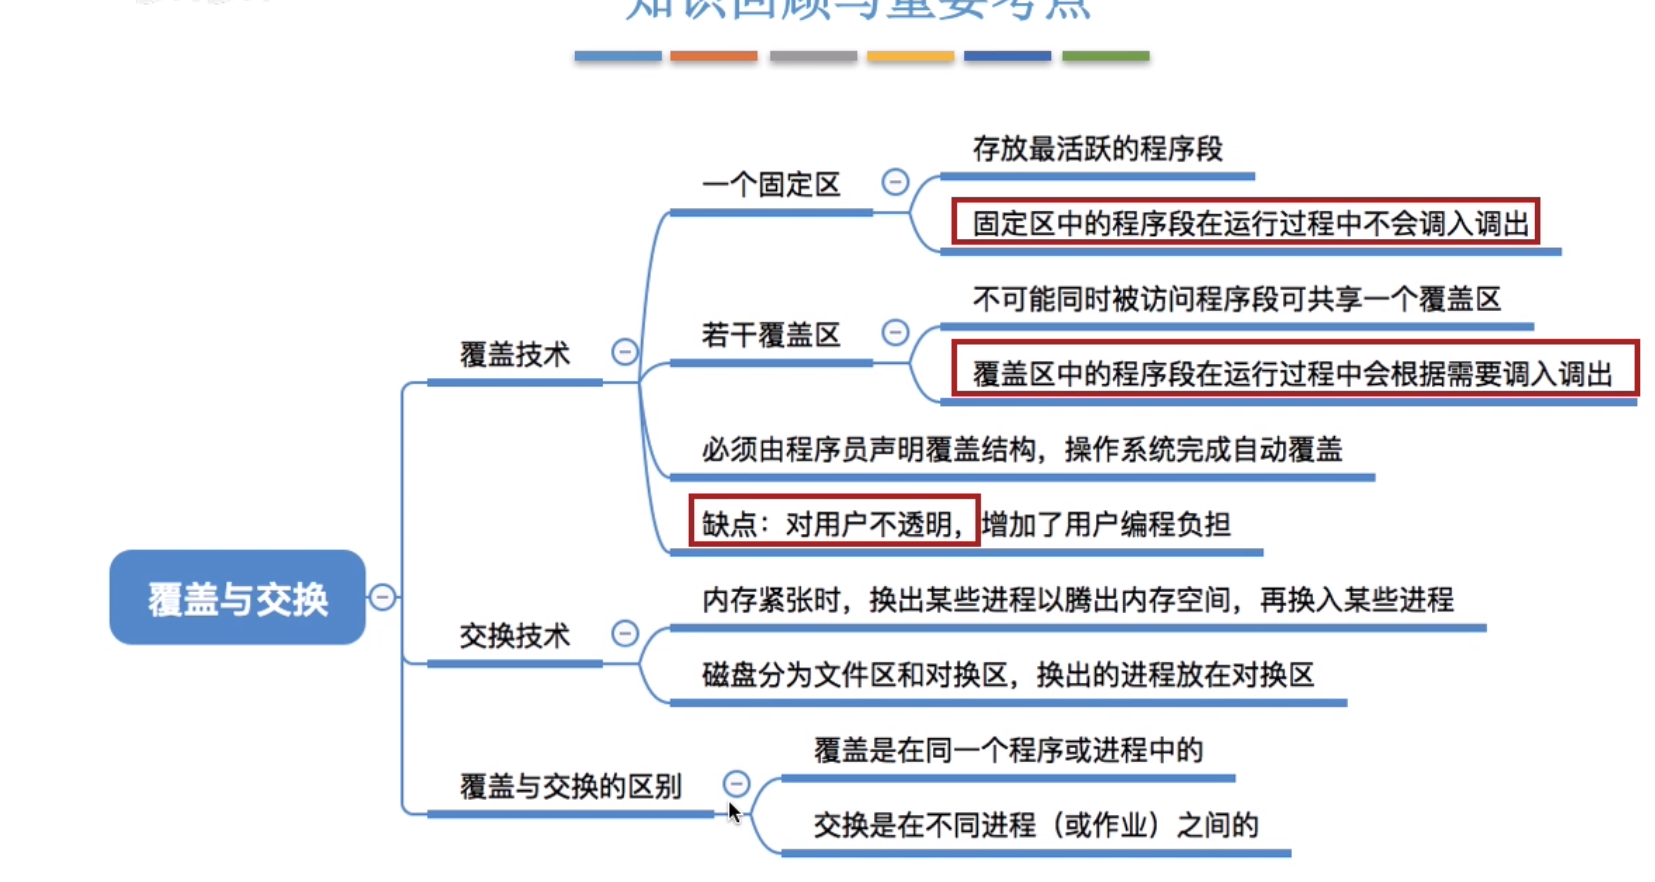 知识回顾与重要考点
存放最活跃的程序段
一个固定区
固定区中的程序段在运行过程中不会调入调出
不可能同时被访问程序段可共享一个覆盖区
若干覆盖区
覆盖技术
覆盖区中的程序段在运行过程中会根据需要调入调出
必须由程序员声明覆盖结构，操作系统完成自动覆盖
缺点：对用户不透明，增加了用户编程负担
覆盖与交换
内存紧张时，换出某些进程以腾出内存空间，再换入某些进程
交换技术
磁盘分为文件区和对换区，换出的进程放在对换区
覆盖是在同一个程序或进程中的
覆盖与交换的区别
交换是在不同进程（或作业）之间的